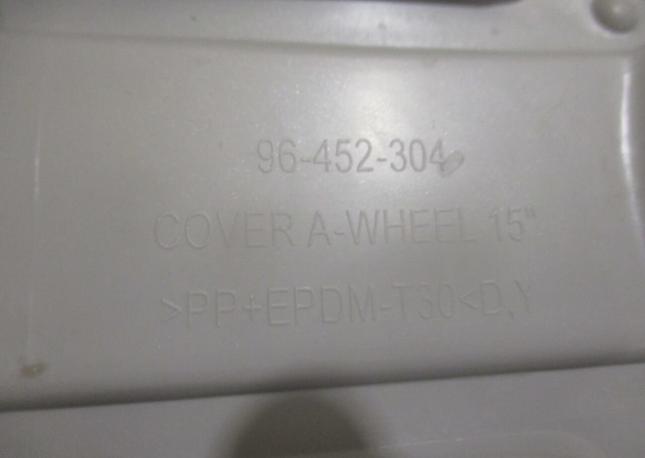 96-452-304
COVER A-WHEEL 15"
>PP+EPDM-T30<D,Y